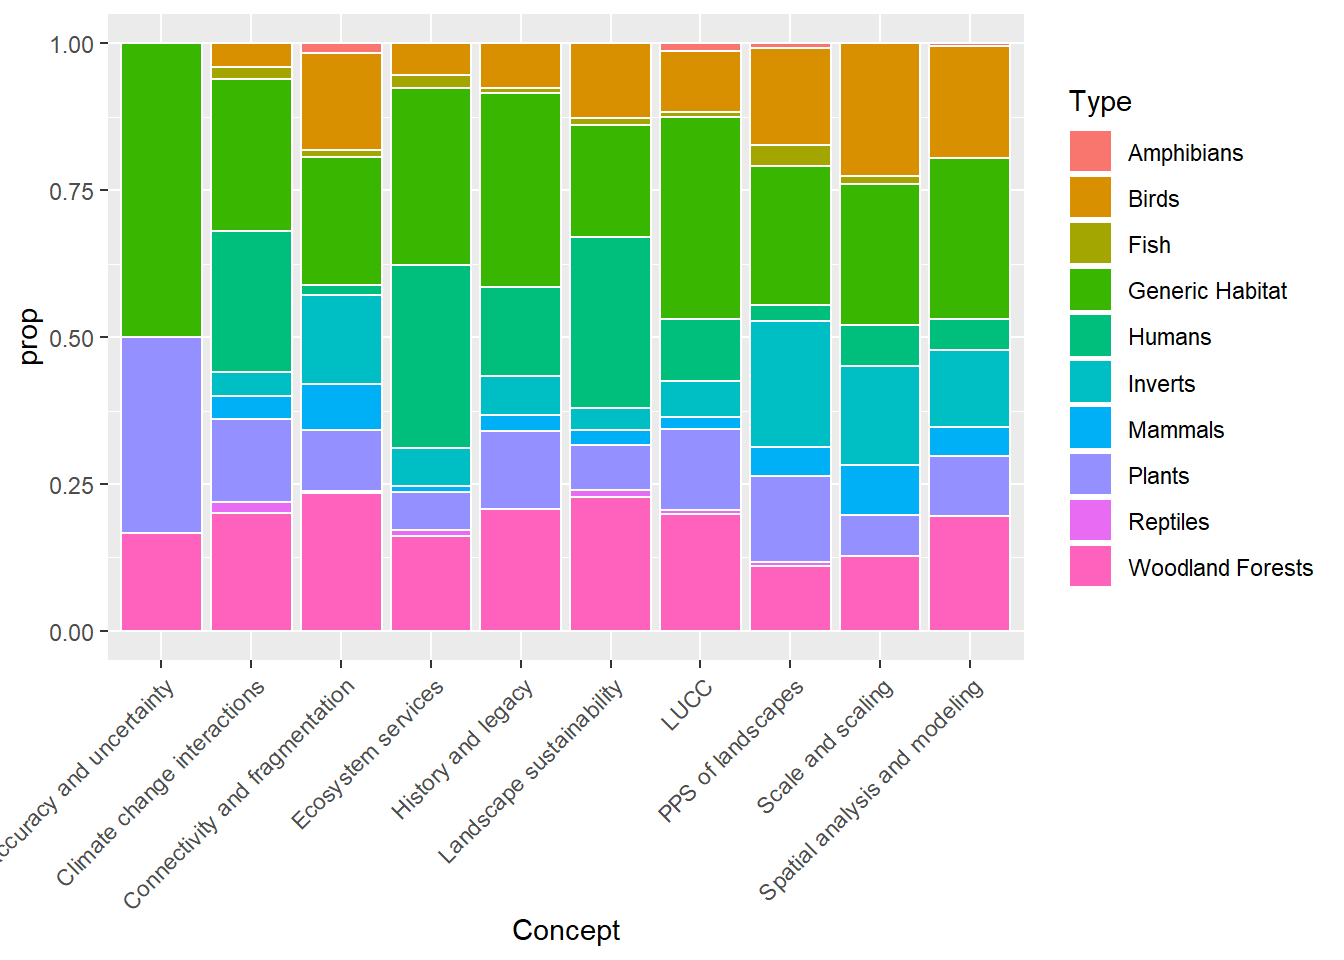 1.00
0.75
0.50
0.25
0.00
prop
ccuracy and uncertainty
Climate change interactions
Connectivity and fragmentation
Ecosystem services
History and legacy
Landscape sustainability
LUCC
PPS of landscapes
Scale and scaling
Spatial analysis and modeling
Concept
Type
Amphibians
Birds
Fish
Generic Habitat
Humans
Inverts
Mammals
Plants
Reptiles
Woodland Forests